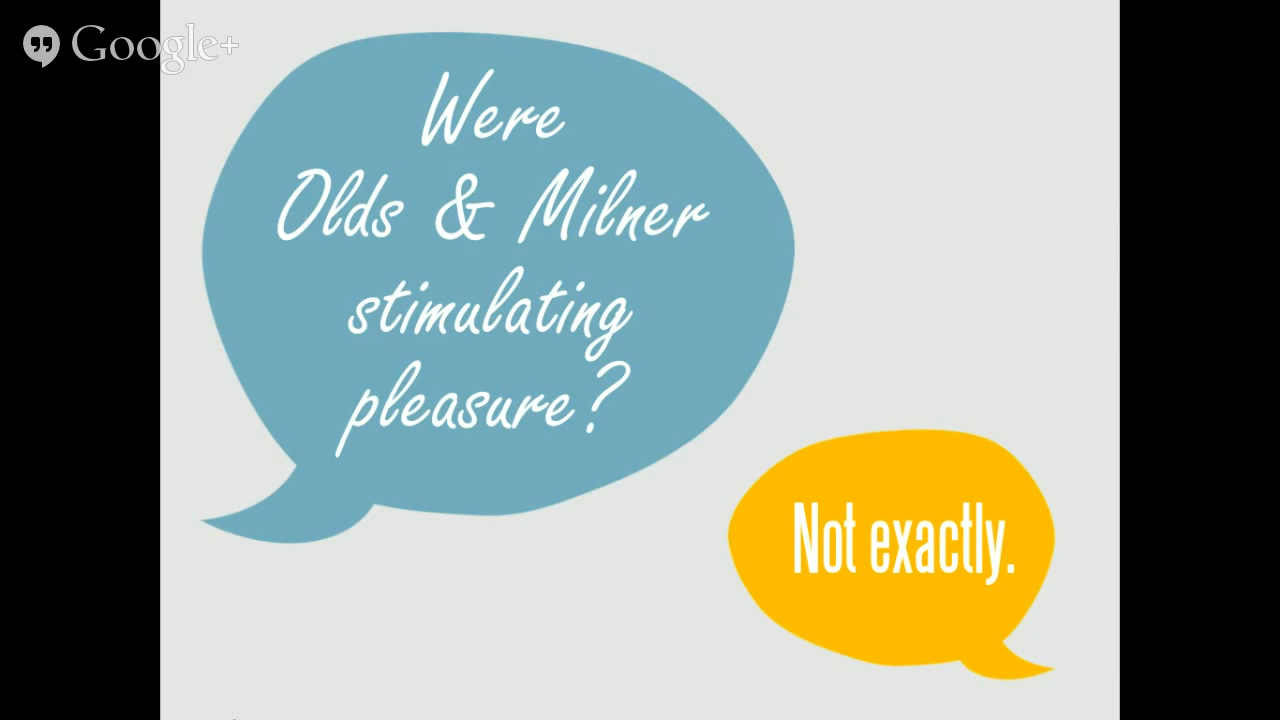 Google+
Were
Olds & Milner
stimulating
pleasure?
Not exactly.